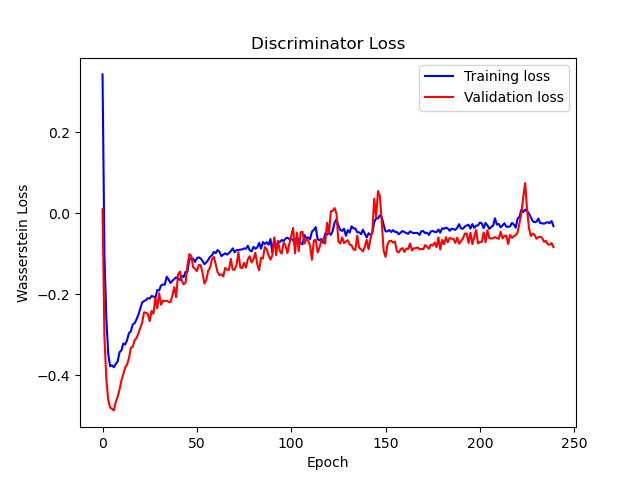 Discriminator Loss
Training loss
Validation loss
Wasserstein Loss
0.2
0.0
−0.2
−0.4
0
50
100
150
200
250
Epoch